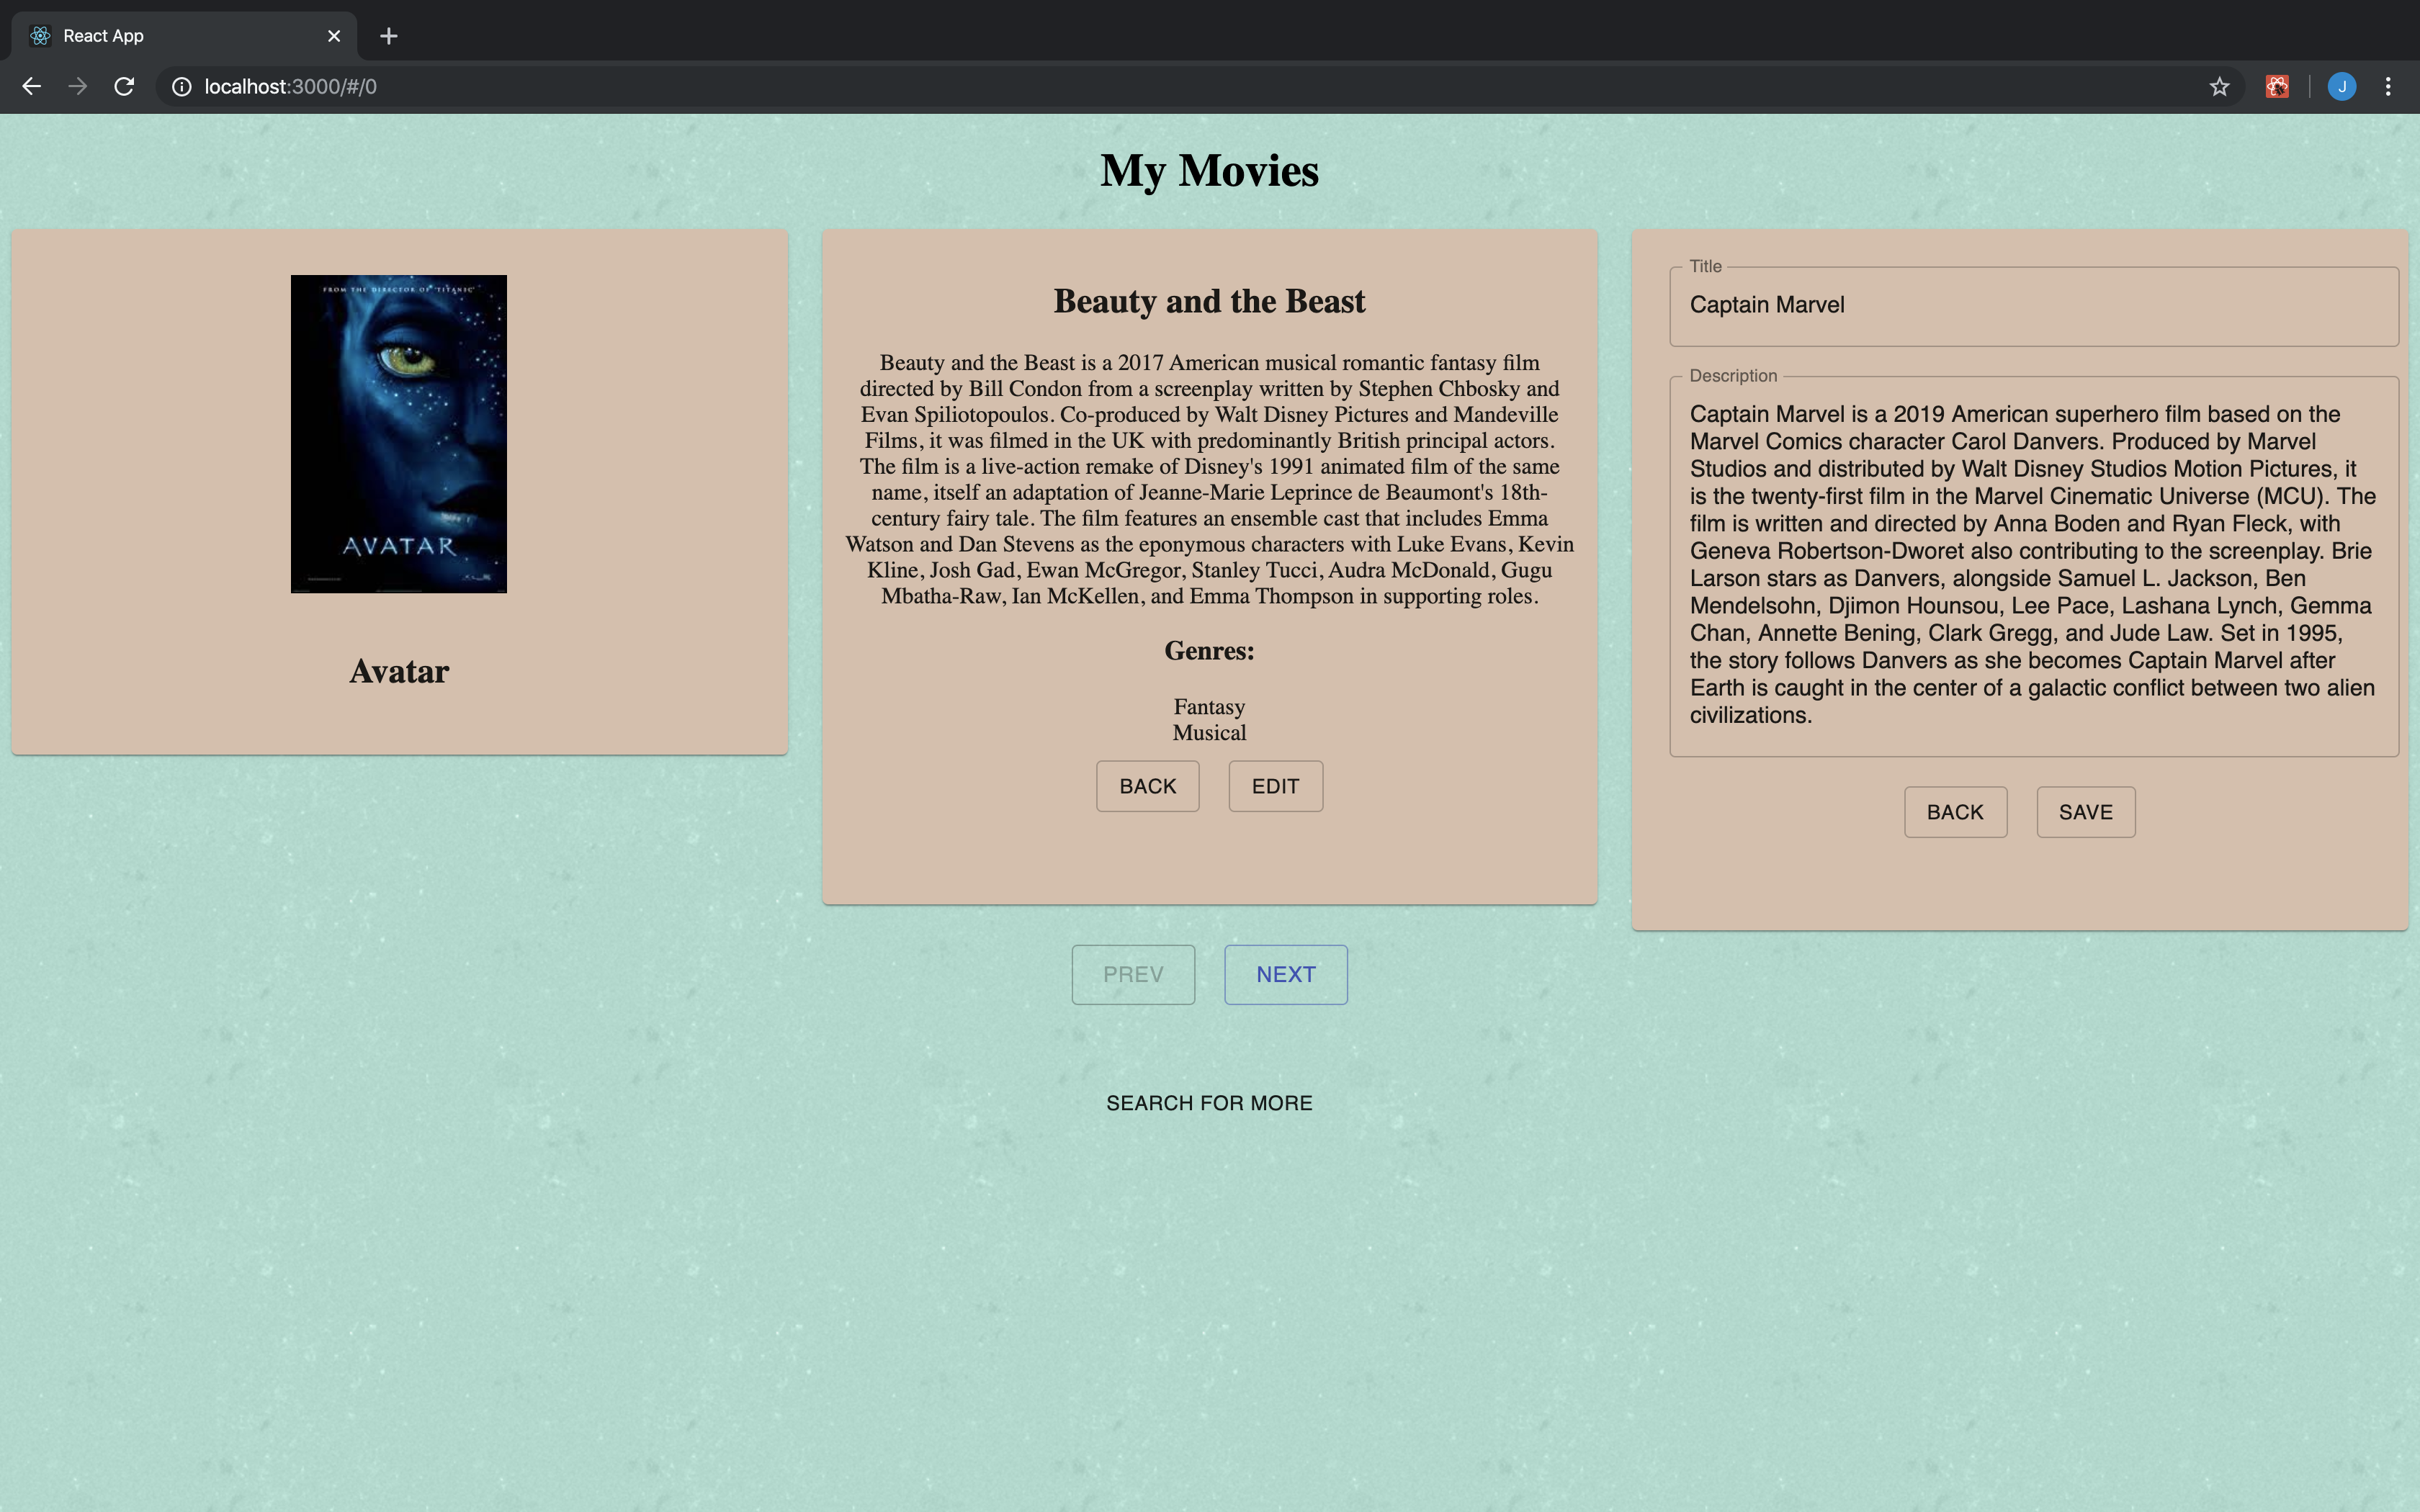 React App
localhost:3000/#/0
J
My Movies
FROM THE DIRECTOR OF "TITANIC"
AVATAR
Avatar
Beauty and the Beast
Beauty and the Beast is a 2017 American musical romantic fantasy film
directed by Bill Condon from a screenplay written by Stephen Chbosky and
Evan Spiliotopoulos. Co-produced by Walt Disney Pictures and Mandeville
Films, it was filmed in the UK with predominantly British principal actors.
The film is a live-action remake of Disney's 1991 animated film of the same
name, itself an adaptation of Jeanne-Marie Leprince de Beaumont's 18th-
century fairy tale. The film features an ensemble cast that includes Emma
Watson and Dan Stevens as the eponymous characters with Luke Evans, Kevin
Kline, Josh Gad, Ewan McGregor, Stanley Tucci, Audra McDonald, Gugu
Mbatha-Raw, Ian McKellen, and Emma Thompson in supporting roles.
Genres:
Fantasy
Musical
BACK EDIT
Title
Captain Marvel
Description
Captain Marvel is a 2019 American superhero film based on the
Marvel Comics character Carol Danvers. Produced by Marvel
Studios and distributed by Walt Disney Studios Motion Pictures, it
is the twenty-first film in the Marvel Cinematic Universe (MCU). The
film is written and directed by Anna Boden and Ryan Fleck, with
Geneva Robertson-Dworet also contributing to the screenplay. Brie
Larson stars as Danvers, alongside Samuel L. Jackson, Ben
Mendelsohn, Djimon Hounsou, Lee Pace, Lashana Lynch, Gemma
Chan, Annette Bening, Clark Gregg, and Jude Law. Set in 1995,
the story follows Danvers as she becomes Captain Marvel after
Earth is caught in the center of a galactic conflict between two alien
civilizations.
BACK SAVE
PREV NEXT
SEARCH FOR MORE